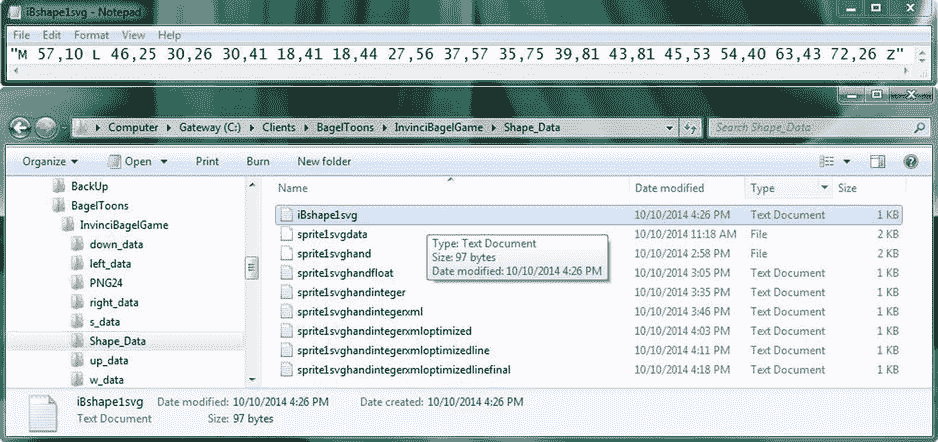 iBshape1svg - Notepad
File Edit Format View Help
"M 57,10 L 46,25 30,26 30,41 18,41 18,44 27,56 37,57 35,75 39,81 43,81 45,53 54,40 63,43 72,26 Z"
Computer Gateway (C:) Clients BagelToons InvinciBagelGame Shape_Data Search Shape_Data
Organize Open Print Burn New folder
BackUp
BagelToons
InvinciBagelGame
down_data
left_data
PNG24
right_data
s_data
Shape_Data
up_data
w_data
Name Date modified Type Size
iBshape1svg 10/10/2014 4:26 PM Text Document 1 KB
sprite1svgdata 10/10/2014 11:18 AM File 2 KB
sprite1svghand 10/10/2014 2:58 PM File 2 KB
sprite1svghandfloat 10/10/2014 3:05 PM Text Document 1 KB
sprite1svghandinteger 10/10/2014 3:35 PM Text Document 1 KB
sprite1svghandintegerxml 10/10/2014 3:46 PM Text Document 1 KB
sprite1svghandintegerxmloptimized 10/10/2014 4:03 PM Text Document 1 KB
sprite1svghandintegerxmloptimizedline 10/10/2014 4:11 PM Text Document 1 KB
sprite1svghandintegerxmloptimizedlinefinal 10/10/2014 4:18 PM Text Document 1 KB
Type: Text Document
Size: 97 bytes
Date modified: 10/10/2014 4:26 PM
iBshape1svg Date modified: 10/10/2014 4:26 PM Date created: 10/10/2014 4:26 PM
Text Document Size: 97 bytes